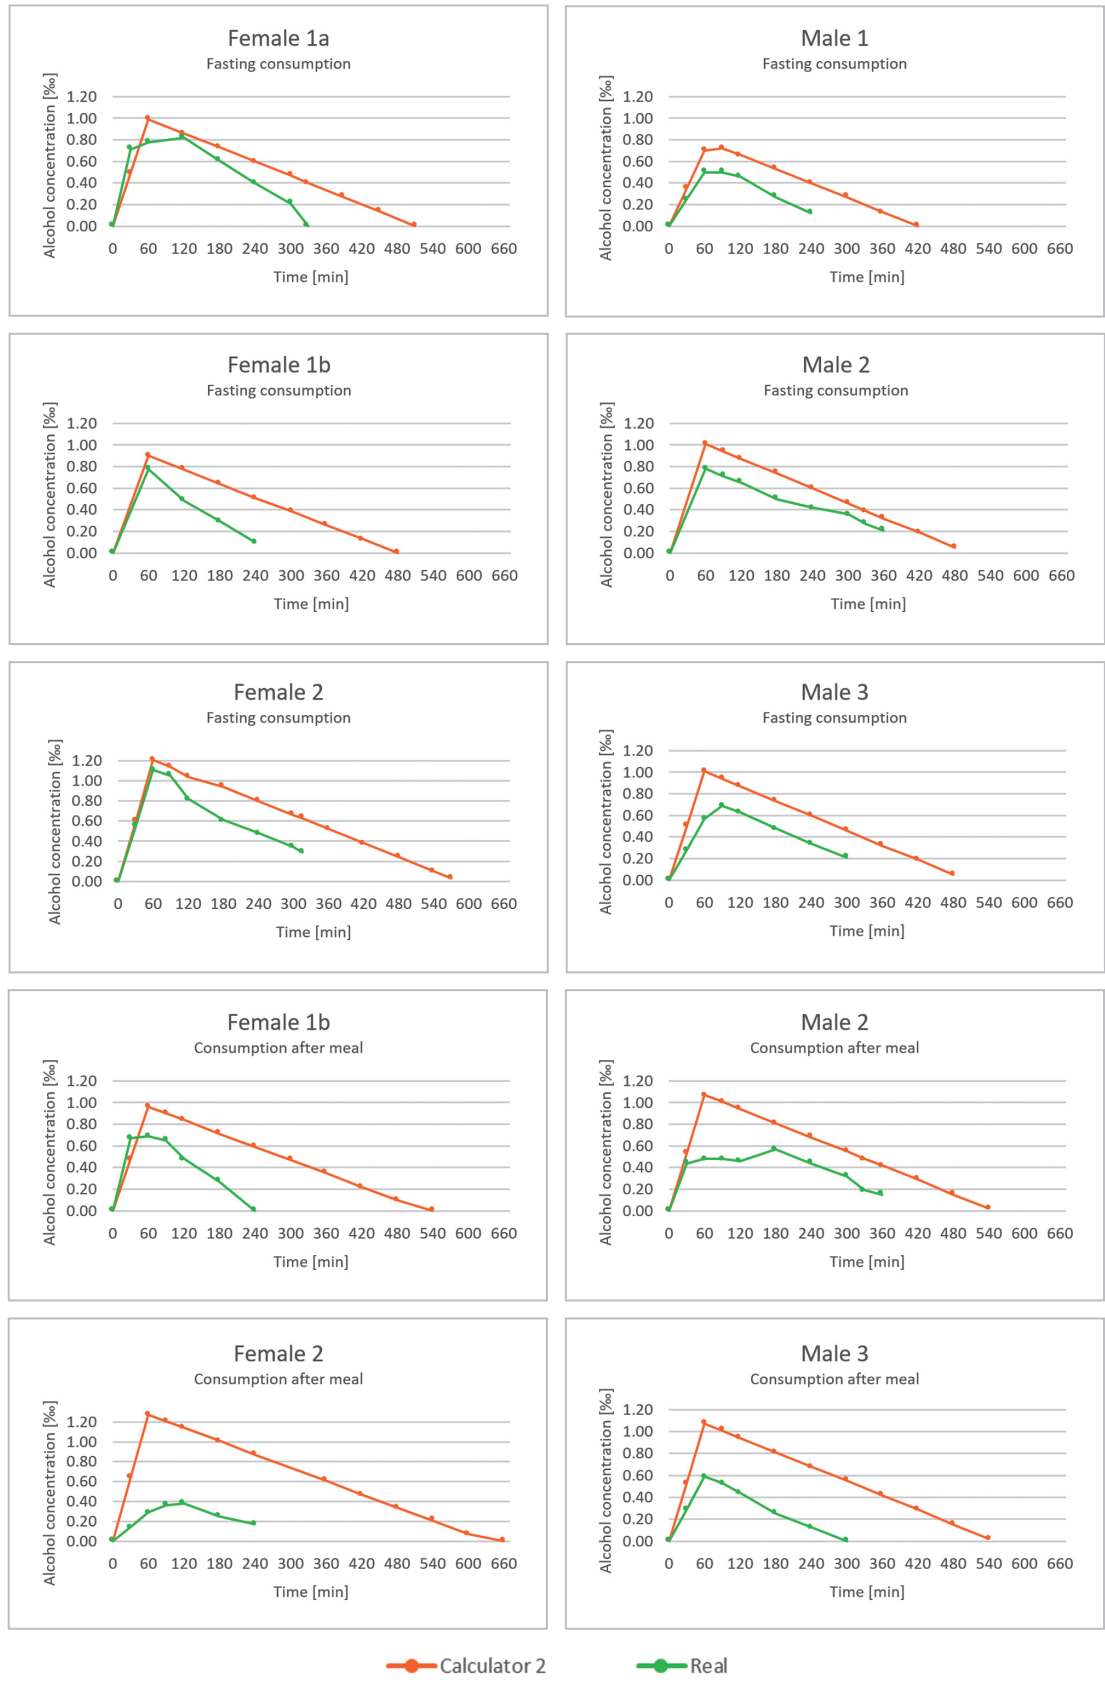 Female 1a
Fasting consumption
Alcohol concentration [‰]
1.20
1.00
0.80
0.60
0.40
0.20
0.00
0 60 120 180 240 300 360 420 480 540 600 660
Time [min]
Male 1
Fasting consumption
Alcohol concentration [‰]
1.20
1.00
0.80
0.60
0.40
0.20
0.00
0 60 120 180 240 300 360 420 480 540 600 660
Time [min]
Female 1b
Fasting consumption
Alcohol concentration [‰]
1.20
1.00
0.80
0.60
0.40
0.20
0.00
0 60 120 180 240 300 360 420 480 540 600 660
Time [min]
Male 2
Fasting consumption
Alcohol concentration [‰]
1.20
1.00
0.80
0.60
0.40
0.20
0.00
0 60 120 180 240 300 360 420 480 540 600 660
Time [min]
Female 2
Fasting consumption
Alcohol concentration [‰]
1.20
1.00
0.80
0.60
0.40
0.20
0.00
0 60 120 180 240 300 360 420 480 540 600 660
Time [min]
Male 3
Fasting consumption
Alcohol concentration [‰]
1.20
1.00
0.80
0.60
0.40
0.20
0.00
0 60 120 180 240 300 360 420 480 540 600 660
Time [min]
Female 1b
Consumption after meal
Alcohol concentration [‰]
1.20
1.00
0.80
0.60
0.40
0.20
0.00
0 60 120 180 240 300 360 420 480 540 600 660
Time [min]
Male 2
Consumption after meal
Alcohol concentration [‰]
1.20
1.00
0.80
0.60
0.40
0.20
0.00
0 60 120 180 240 300 360 420 480 540 600 660
Time [min]
Female 2
Consumption after meal
Alcohol concentration [‰]
1.20
1.00
0.80
0.60
0.40
0.20
0.00
0 60 120 180 240 300 360 420 480 540 600 660
Time [min]
Male 3
Consumption after meal
Alcohol concentration [‰]
1.20
1.00
0.80
0.60
0.40
0.20
0.00
0 60 120 180 240 300 360 420 480 540 600 660
Time [min]
Calculator 2
Real